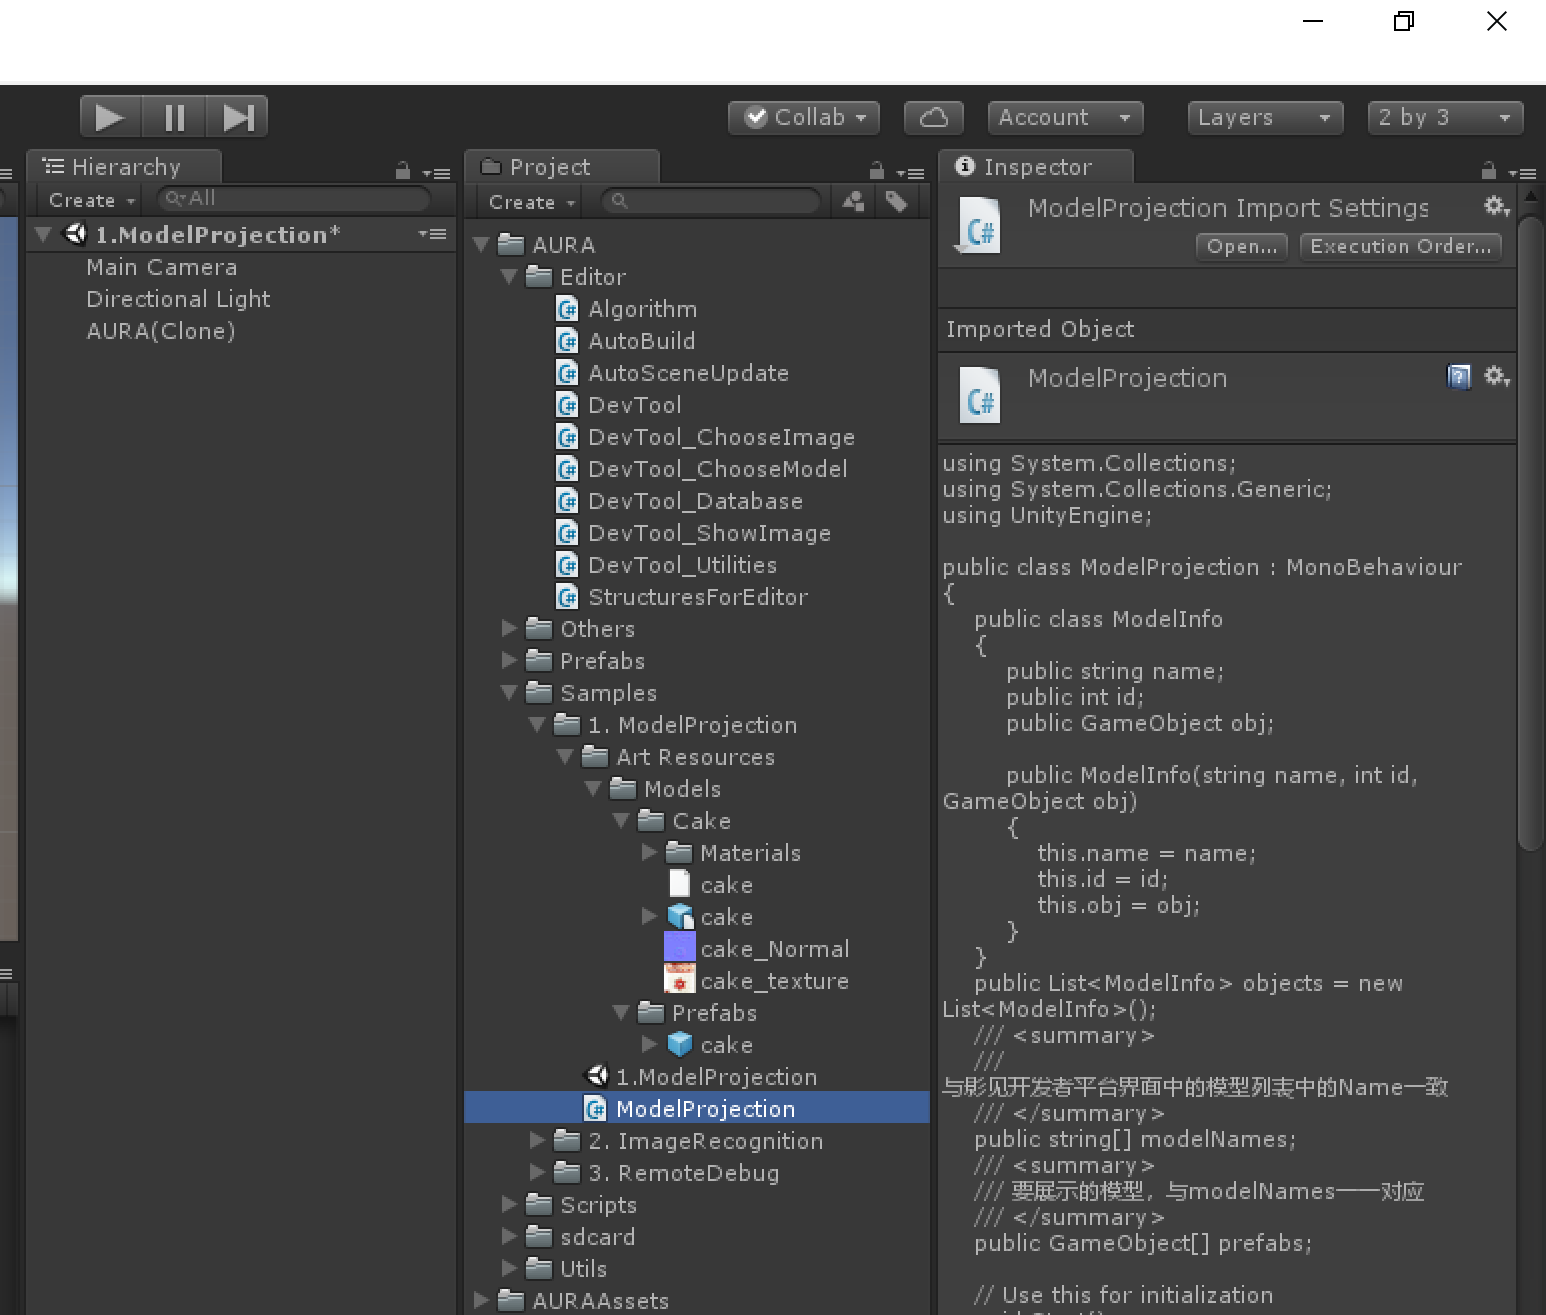 Collab
Account
Layers
2 by 3
Hierarchy
Create
All
1.ModelProjection*
Main Camera
Directional Light
AURA(Clone)
Project
Create
AURA
Editor
Algorithm
AutoBuild
AutoSceneUpdate
DevTool
DevTool_ChooseImage
DevTool_ChooseModel
DevTool_Database
DevTool_ShowImage
DevTool_Utilities
StructuresForEditor
Others
Prefabs
Samples
1. ModelProjection
Art Resources
Models
Cake
Materials
cake
cake
cake_Normal
cake_texture
Prefabs
cake
1.ModelProjection
ModelProjection
2. ImageRecognition
3. RemoteDebug
Scripts
sdcard
Utils
AURAAssets
Inspector
ModelProjection Import Settings
Open...
Execution Order...
Imported Object
ModelProjection
using System.Collections;
using System.Collections.Generic;
using UnityEngine;
public class ModelProjection : MonoBehaviour
{
public class ModelInfo
{
public string name;
public int id;
public GameObject obj;
public ModelInfo(string name, int id,
GameObject obj)
{
this.name = name;
this.id = id;
this.obj = obj;
}
}
public List<ModelInfo> objects = new
List<ModelInfo>();
/// <summary>
///
与影见开发者平台界面中的模型列表中的Name一致
/// </summary>
public string[] modelNames;
/// <summary>
/// 要展示的模型，与modelNames一一对应
/// </summary>
public GameObject[] prefabs;
// Use this for initialization